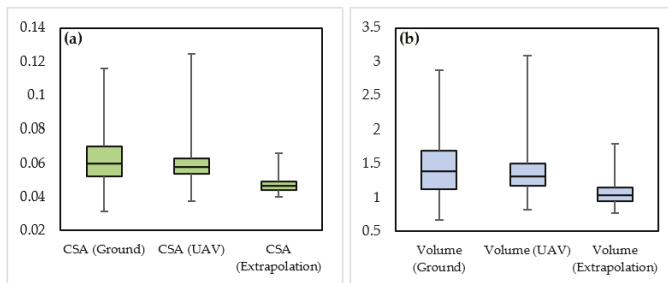 (a)
0.14
0.12
0.1
0.08
0.06
0.04
0.02
CSA (Ground) CSA (UAV) CSA
(Extrapolation)
(b)
3.5
3
2.5
2
1.5
1
0.5
Volume Volume (UAV) Volume
(Ground) (Extrapolation)